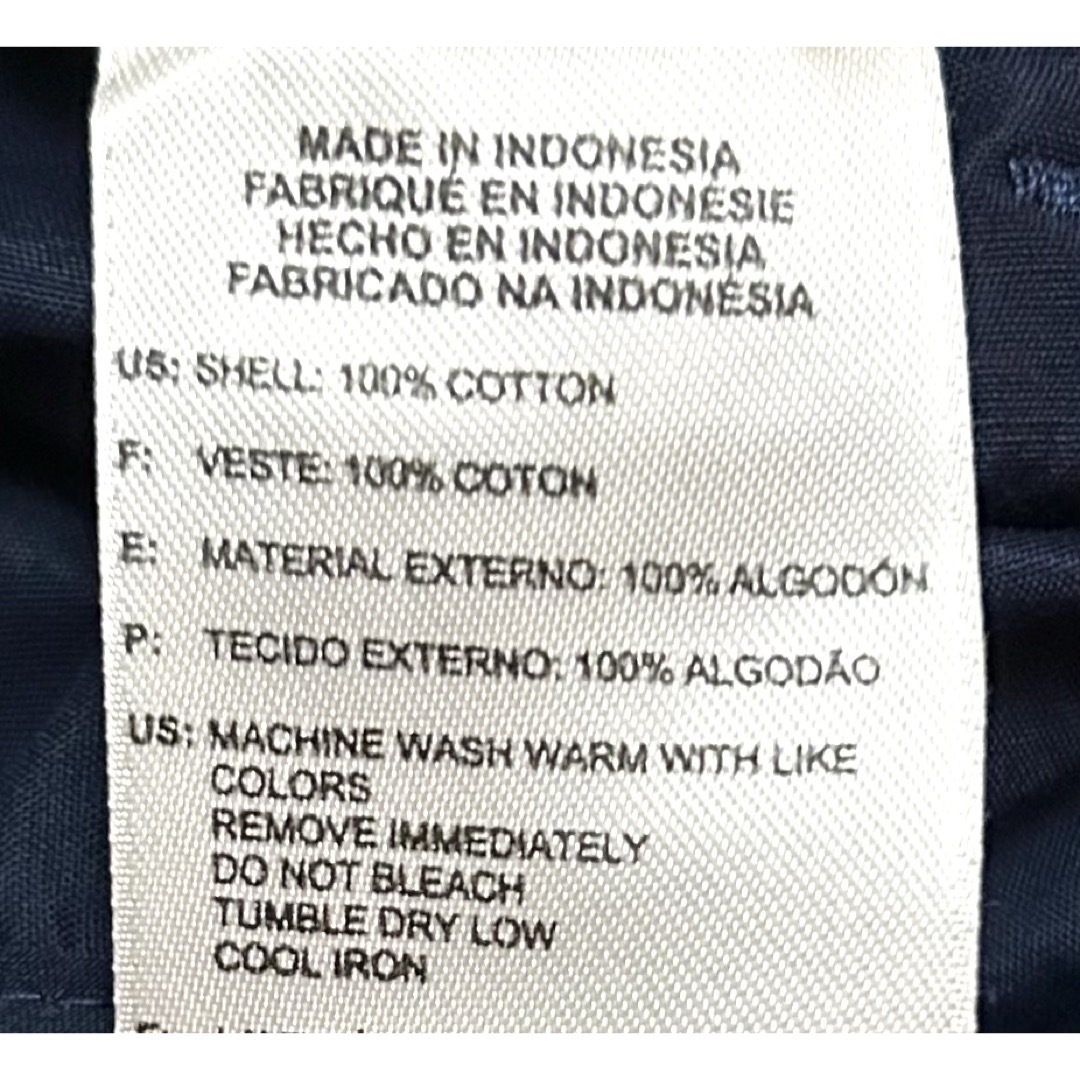 MADE IN INDONESIA
FABRIQUÉ EN INDONÉSIE
HECHO EN INDONESIA
FABRICADO NA INDONÉSIA
US: SHELL: 100% COTTON
F: VESTE: 100% COTON
E: MATERIAL EXTERNO: 100% ALGODÓN
P: TECIDO EXTERNO: 100% ALGODÃO
US: MACHINE WASH WARM WITH LIKE
COLORS
REMOVE IMMEDIATELY
DO NOT BLEACH
TUMBLE DRY LOW
COOL IRON